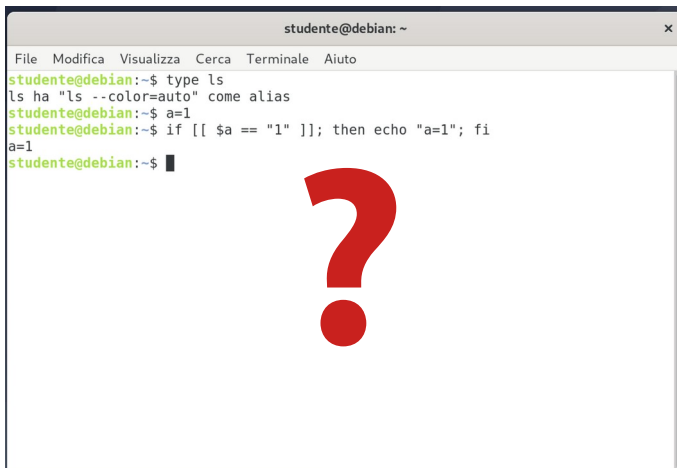 studente@debian: ~ ×
File Modifica Visualizza Cerca Terminale Aiuto
studente@debian:~$ type ls
ls ha "ls --color=auto" come alias
studente@debian:~$ a=1
studente@debian:~$ if [[ $a == "1" ]]; then echo "a=1"; fi
a=1
studente@debian:~$
?